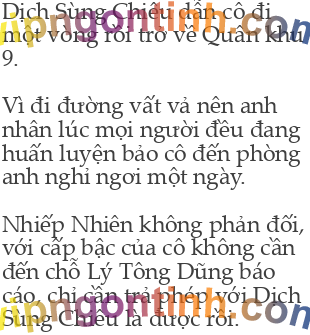 Dịch Sùng Chiêu dẫn cô đi
một vòng rồi trở về Quân khu
9.
Vì đi đường vất vả nên anh
nhân lúc mọi người đều đang
huấn luyện bảo cô đến phòng
anh nghỉ ngơi một ngày.
Nhiếp Nhiên không phản đối,
với cấp bậc của cô không cần
đến chỗ Lý Tông Dũng báo
cáo, chỉ cần trả phép với Dịch
Sùng Chiêu là được rồi.